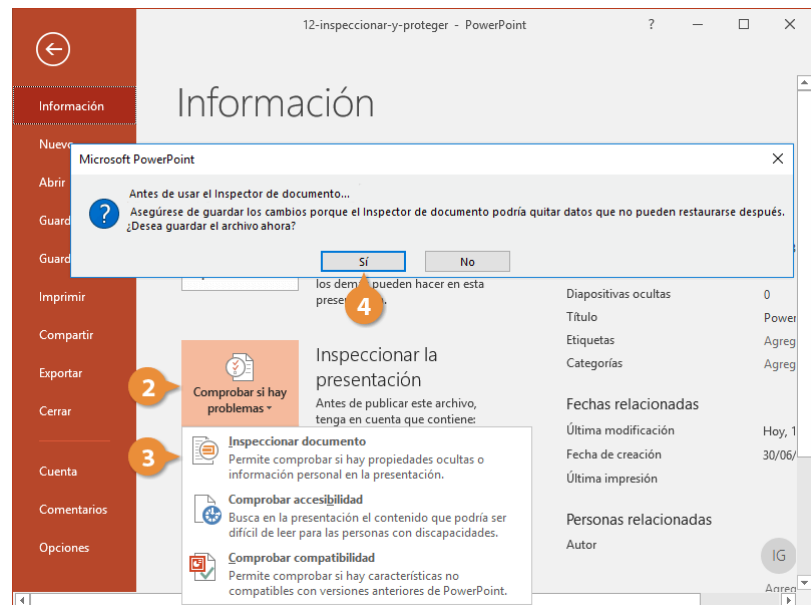 12-inspeccionar-y-proteger - PowerPoint
?
Información
Información
Nuevo
Microsoft PowerPoint
Abrir
Antes de usar el Inspector de documento...
Asegúrese de guardar los cambios porque el Inspector de documento podría quitar datos que no pueden restaurarse después.
¿Desea guardar el archivo ahora?
?
Guard
Sí
No
Guard
los demás pueden hacer en esta
4
Imprimir
Compartir
Exportar
Cerrar
Cuenta
Comentarios
Opciones
2
Comprobar si hay
problemas
Inspeccionar la
presentación
Antes de publicar este archivo,
tenga en cuenta que contiene:
3
Inspeccionar documento
Permite comprobar si hay propiedades ocultas o
información personal en la presentación.
Comprobar accesibilidad
Busca en la presentación el contenido que podría ser
difícil de leer para las personas con discapacidades.
Comprobar compatibilidad
Permite comprobar si hay características no
compatibles con versiones anteriores de PowerPoint.
Diapositivas ocultas 0
Título Power
Etiquetas Agreg
Categorías Agreg
Fechas relacionadas
Última modificación Hoy, 1
Fecha de creación 30/06/
Última impresión
Personas relacionadas
Autor
IG
Agreg